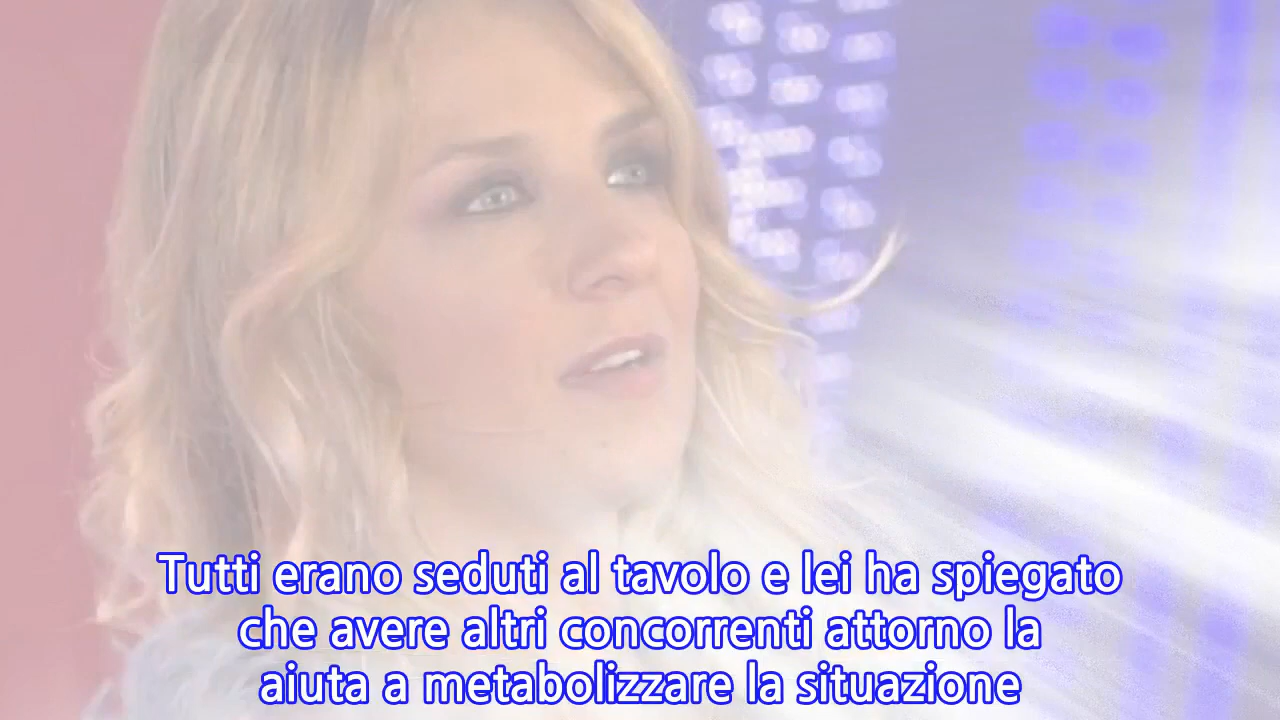 Tutti erano seduti al tavolo e lei ha spiegato
che avere altri concorrenti attorno la
aiuta a metabolizzare la situazione